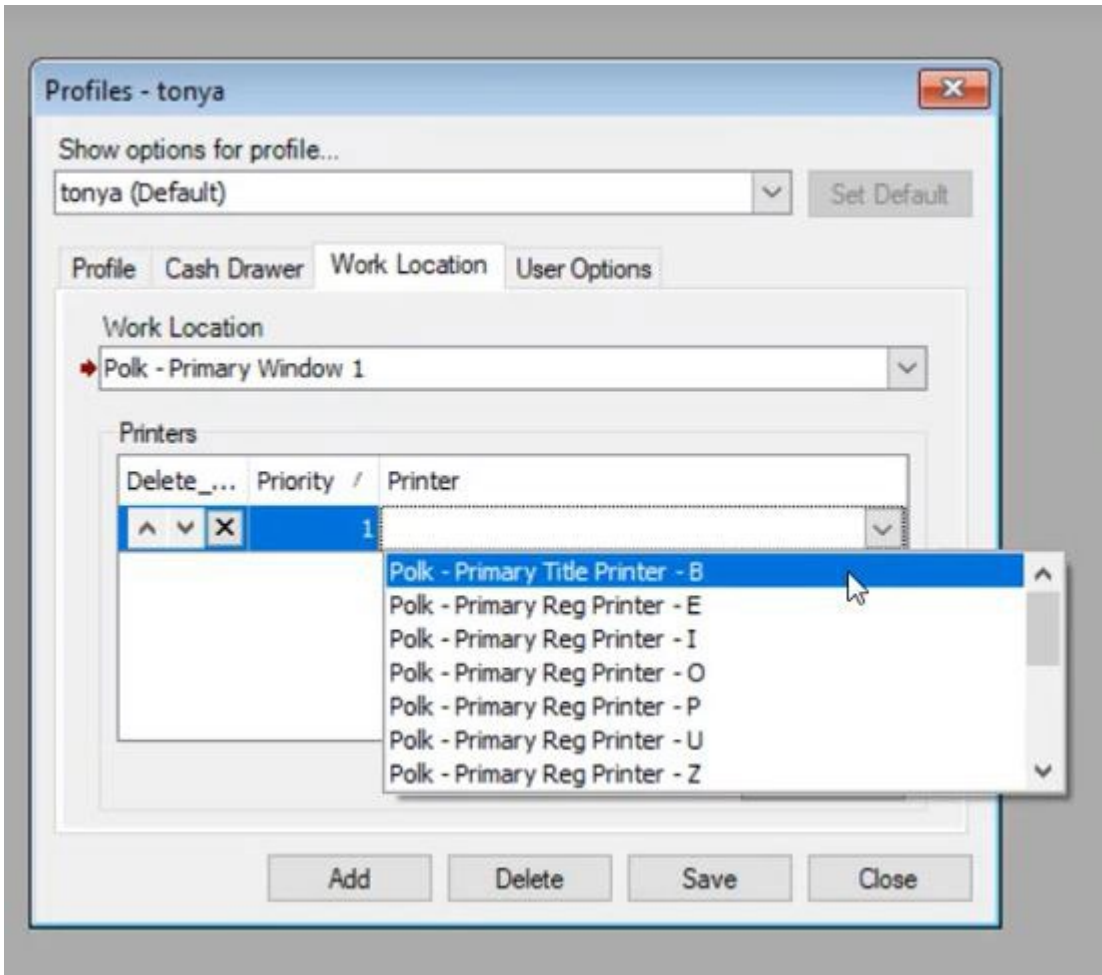 Profiles - tonya
Show options for profile...
tonya (Default)
Set Default
Profile Cash Drawer Work Location User Options
Work Location
Polk - Primary Window 1
Printers
Delete_... Priority Printer
1
Polk - Primary Title Printer - B
Polk - Primary Reg Printer - E
Polk - Primary Reg Printer - I
Polk - Primary Reg Printer - O
Polk - Primary Reg Printer - P
Polk - Primary Reg Printer - U
Polk - Primary Reg Printer - Z
Add Delete Save Close